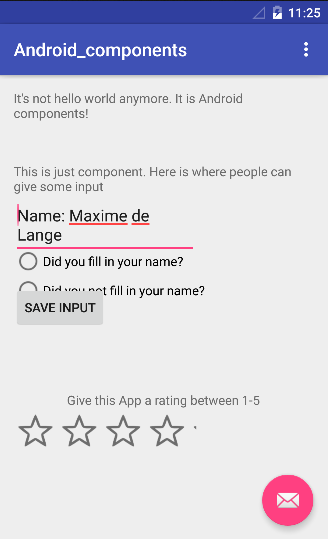 11:25
Android_components
It's not hello world anymore. It is Android
components!
This is just component. Here is where people can
give some input
Name: Maxime de
Lange
Did you fill in your name?
Did you not fill in your name?
SAVE INPUT
Give this App a rating between 1-5